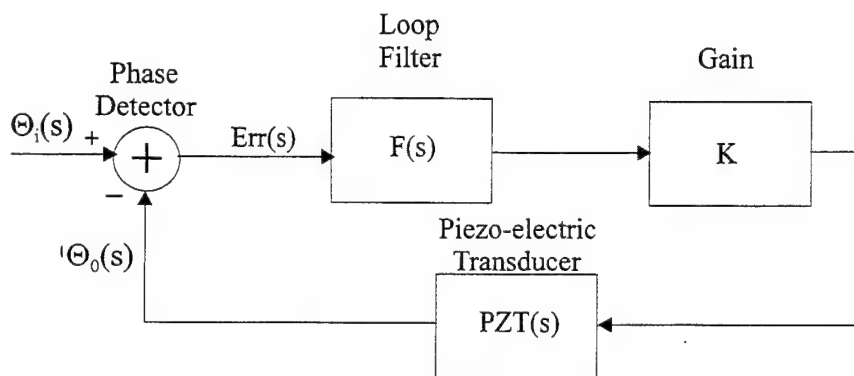 Loop
Filter
Gain
Phase
Detector
Θi(s) +
+
Err(s)
F(s)
K
−
Θ0(s)
Piezo-electric
Transducer
PZT(s)